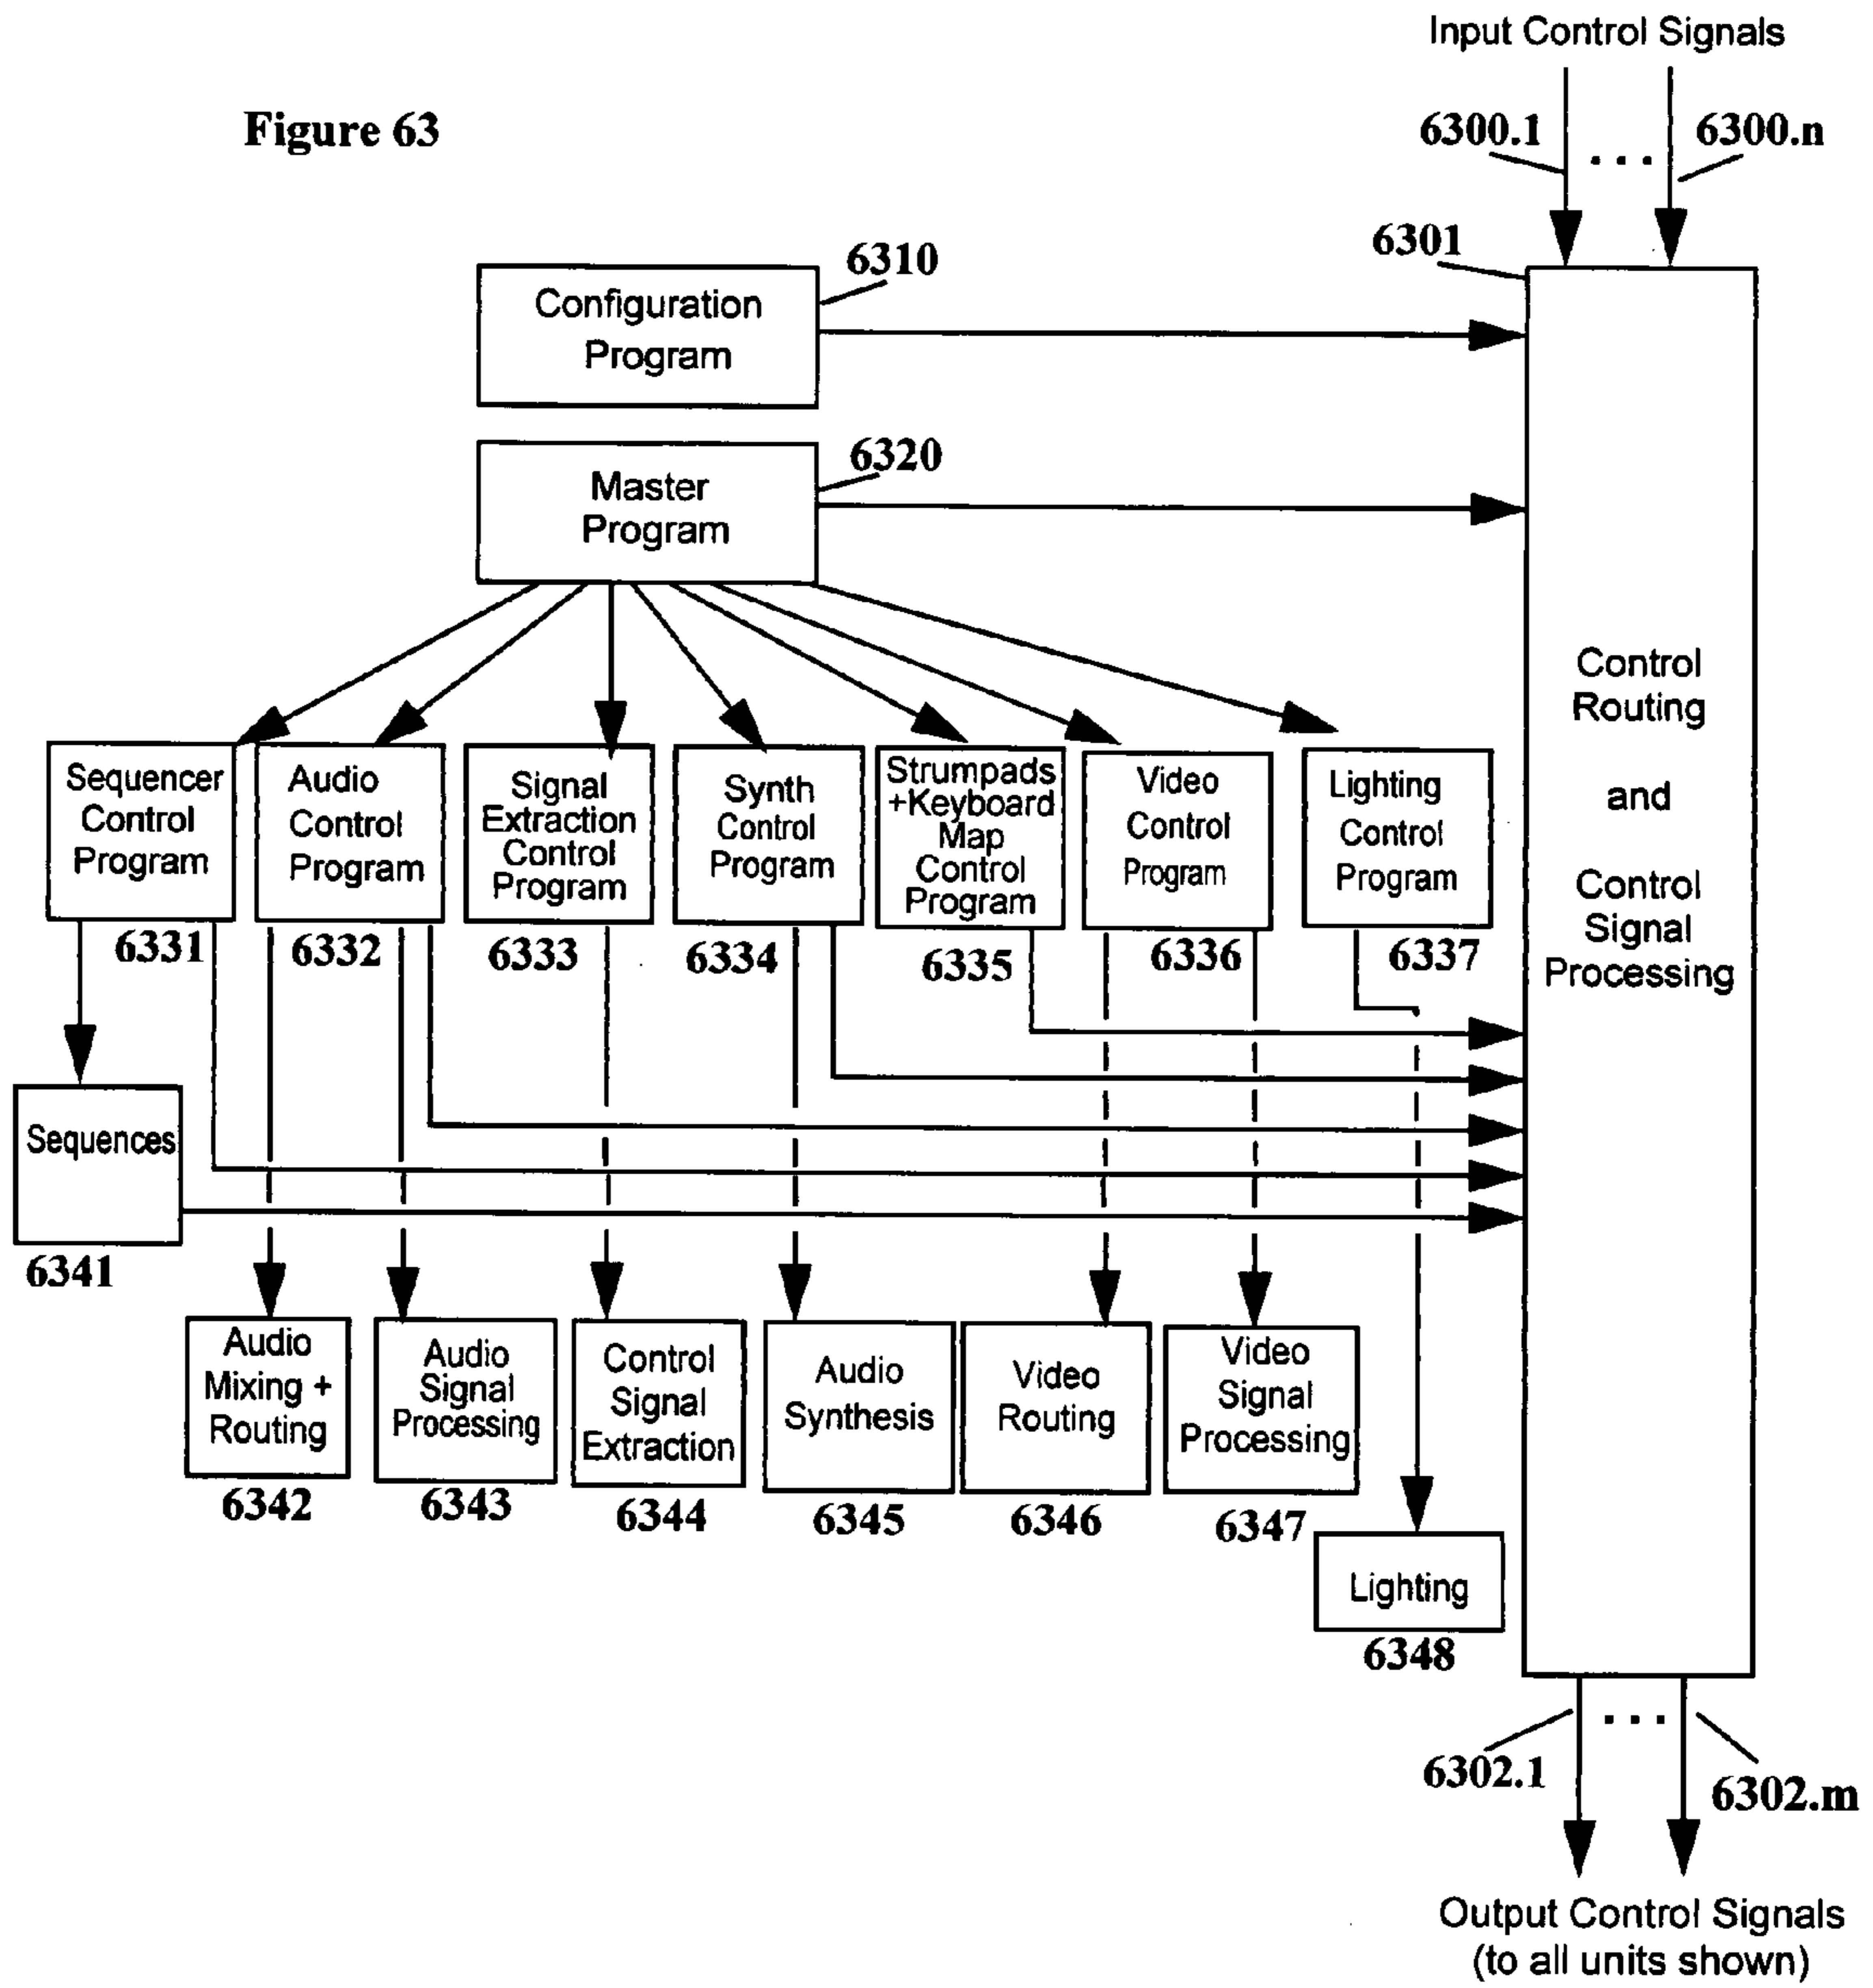 Input Control Signals
Figure 63
6300.1
. . .
6300.n
6301
6310
Configuration
Program
6320
Master
Program
Control
Routing
and
Control
Signal
Processing
Sequencer
Control
Program
6331
Audio
Control
Program
6332
Signal
Extraction
Control
Program
6333
Synth
Control
Program
6334
Strumpads
+Keyboard
Map
Control
Program
6335
Video
Control
Program
6336
Lighting
Control
Program
6337
Sequences
6341
Audio
Mixing +
Routing
6342
Audio
Signal
Processing
6343
Control
Signal
Extraction
6344
Audio
Synthesis
6345
Video
Routing
6346
Video
Signal
Processing
6347
Lighting
6348
6302.1
. . .
6302.m
Output Control Signals
(to all units shown)